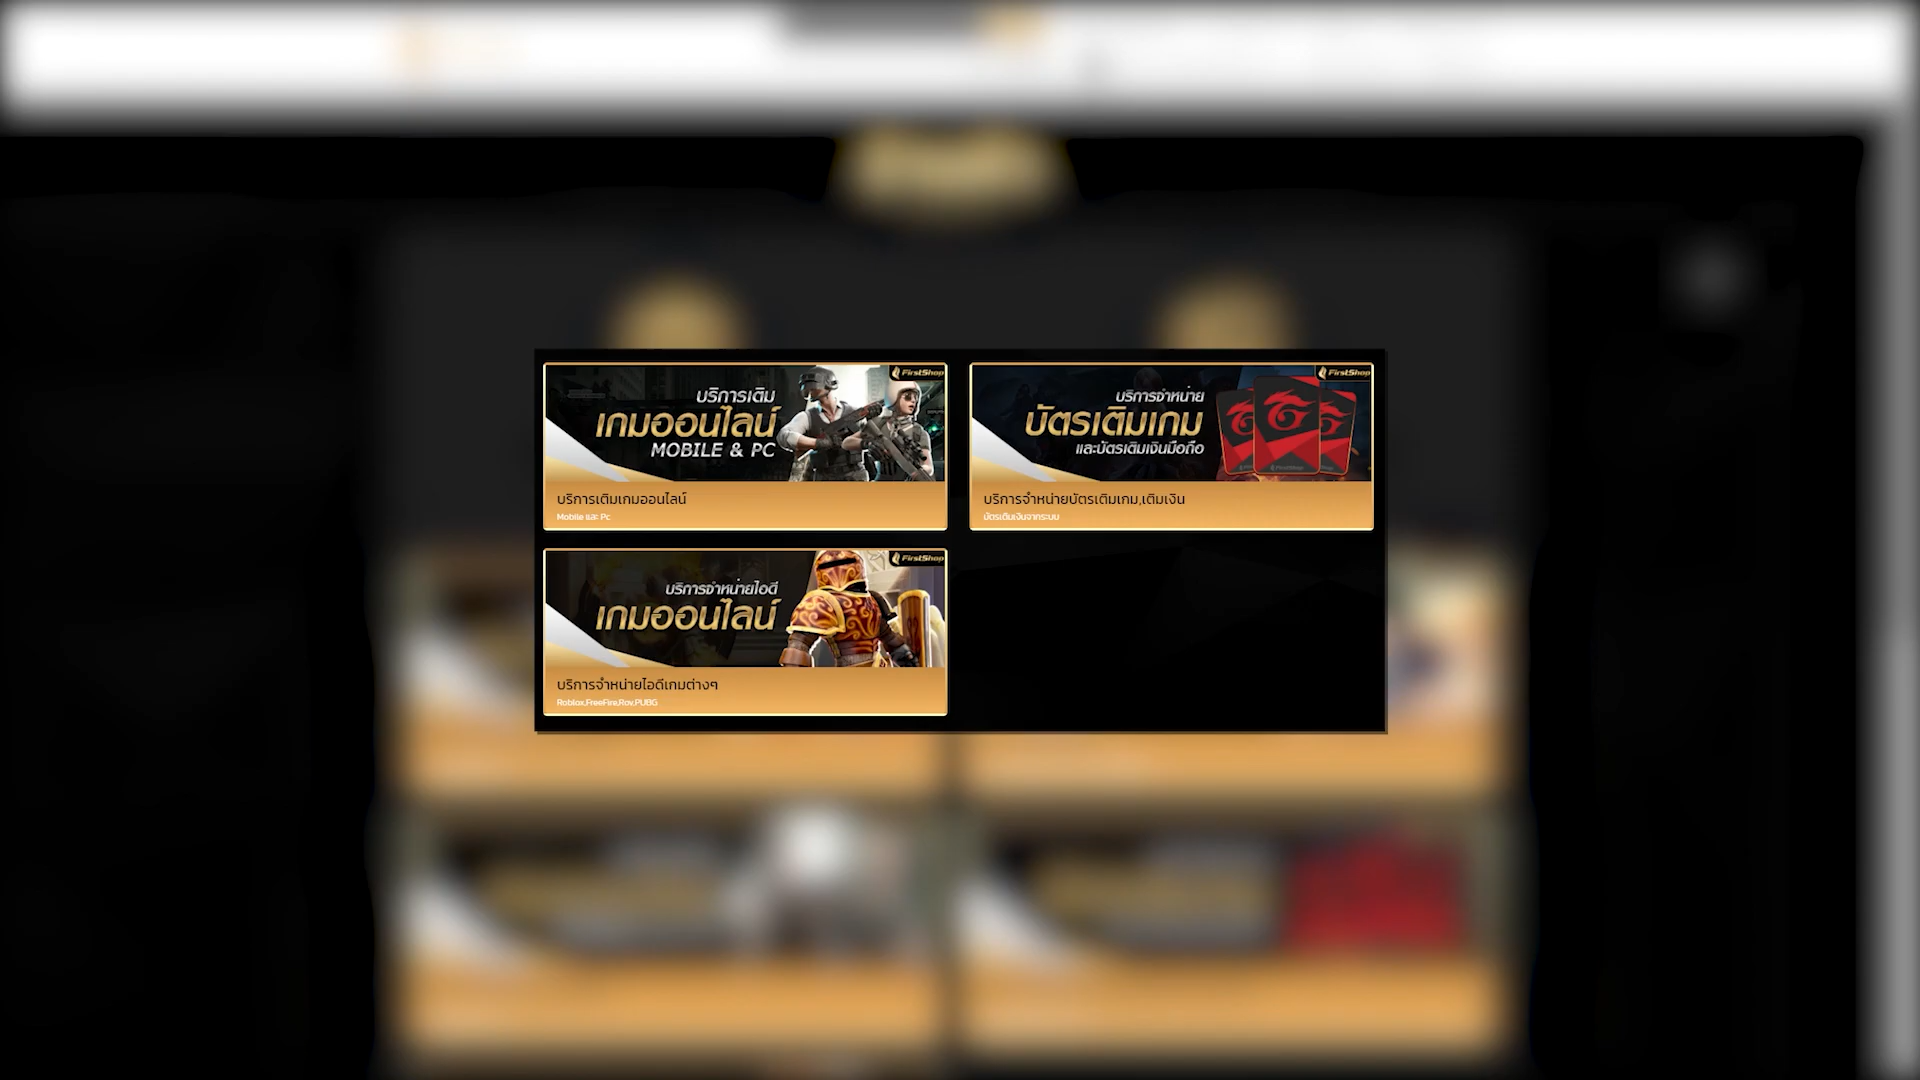 FirstShop
บริการเติม
เกมออนไลน์
MOBILE & PC
บริการเติมเกมออนไลน์
Mobile และ Pc
FirstShop
บริการจำหน่าย
บัตรเติมเกม
และบัตรเติมเงินมือถือ
FirstShop
บริการจำหน่ายบัตรเติมเกม,เติมเงิน
บัตรเติมเงินจากระบบ
FirstShop
บริการจำหน่ายไอดี
เกมออนไลน์
บริการจำหน่ายไอดีเกมต่างๆ
Roblox,FreeFire,Rov,PUBG